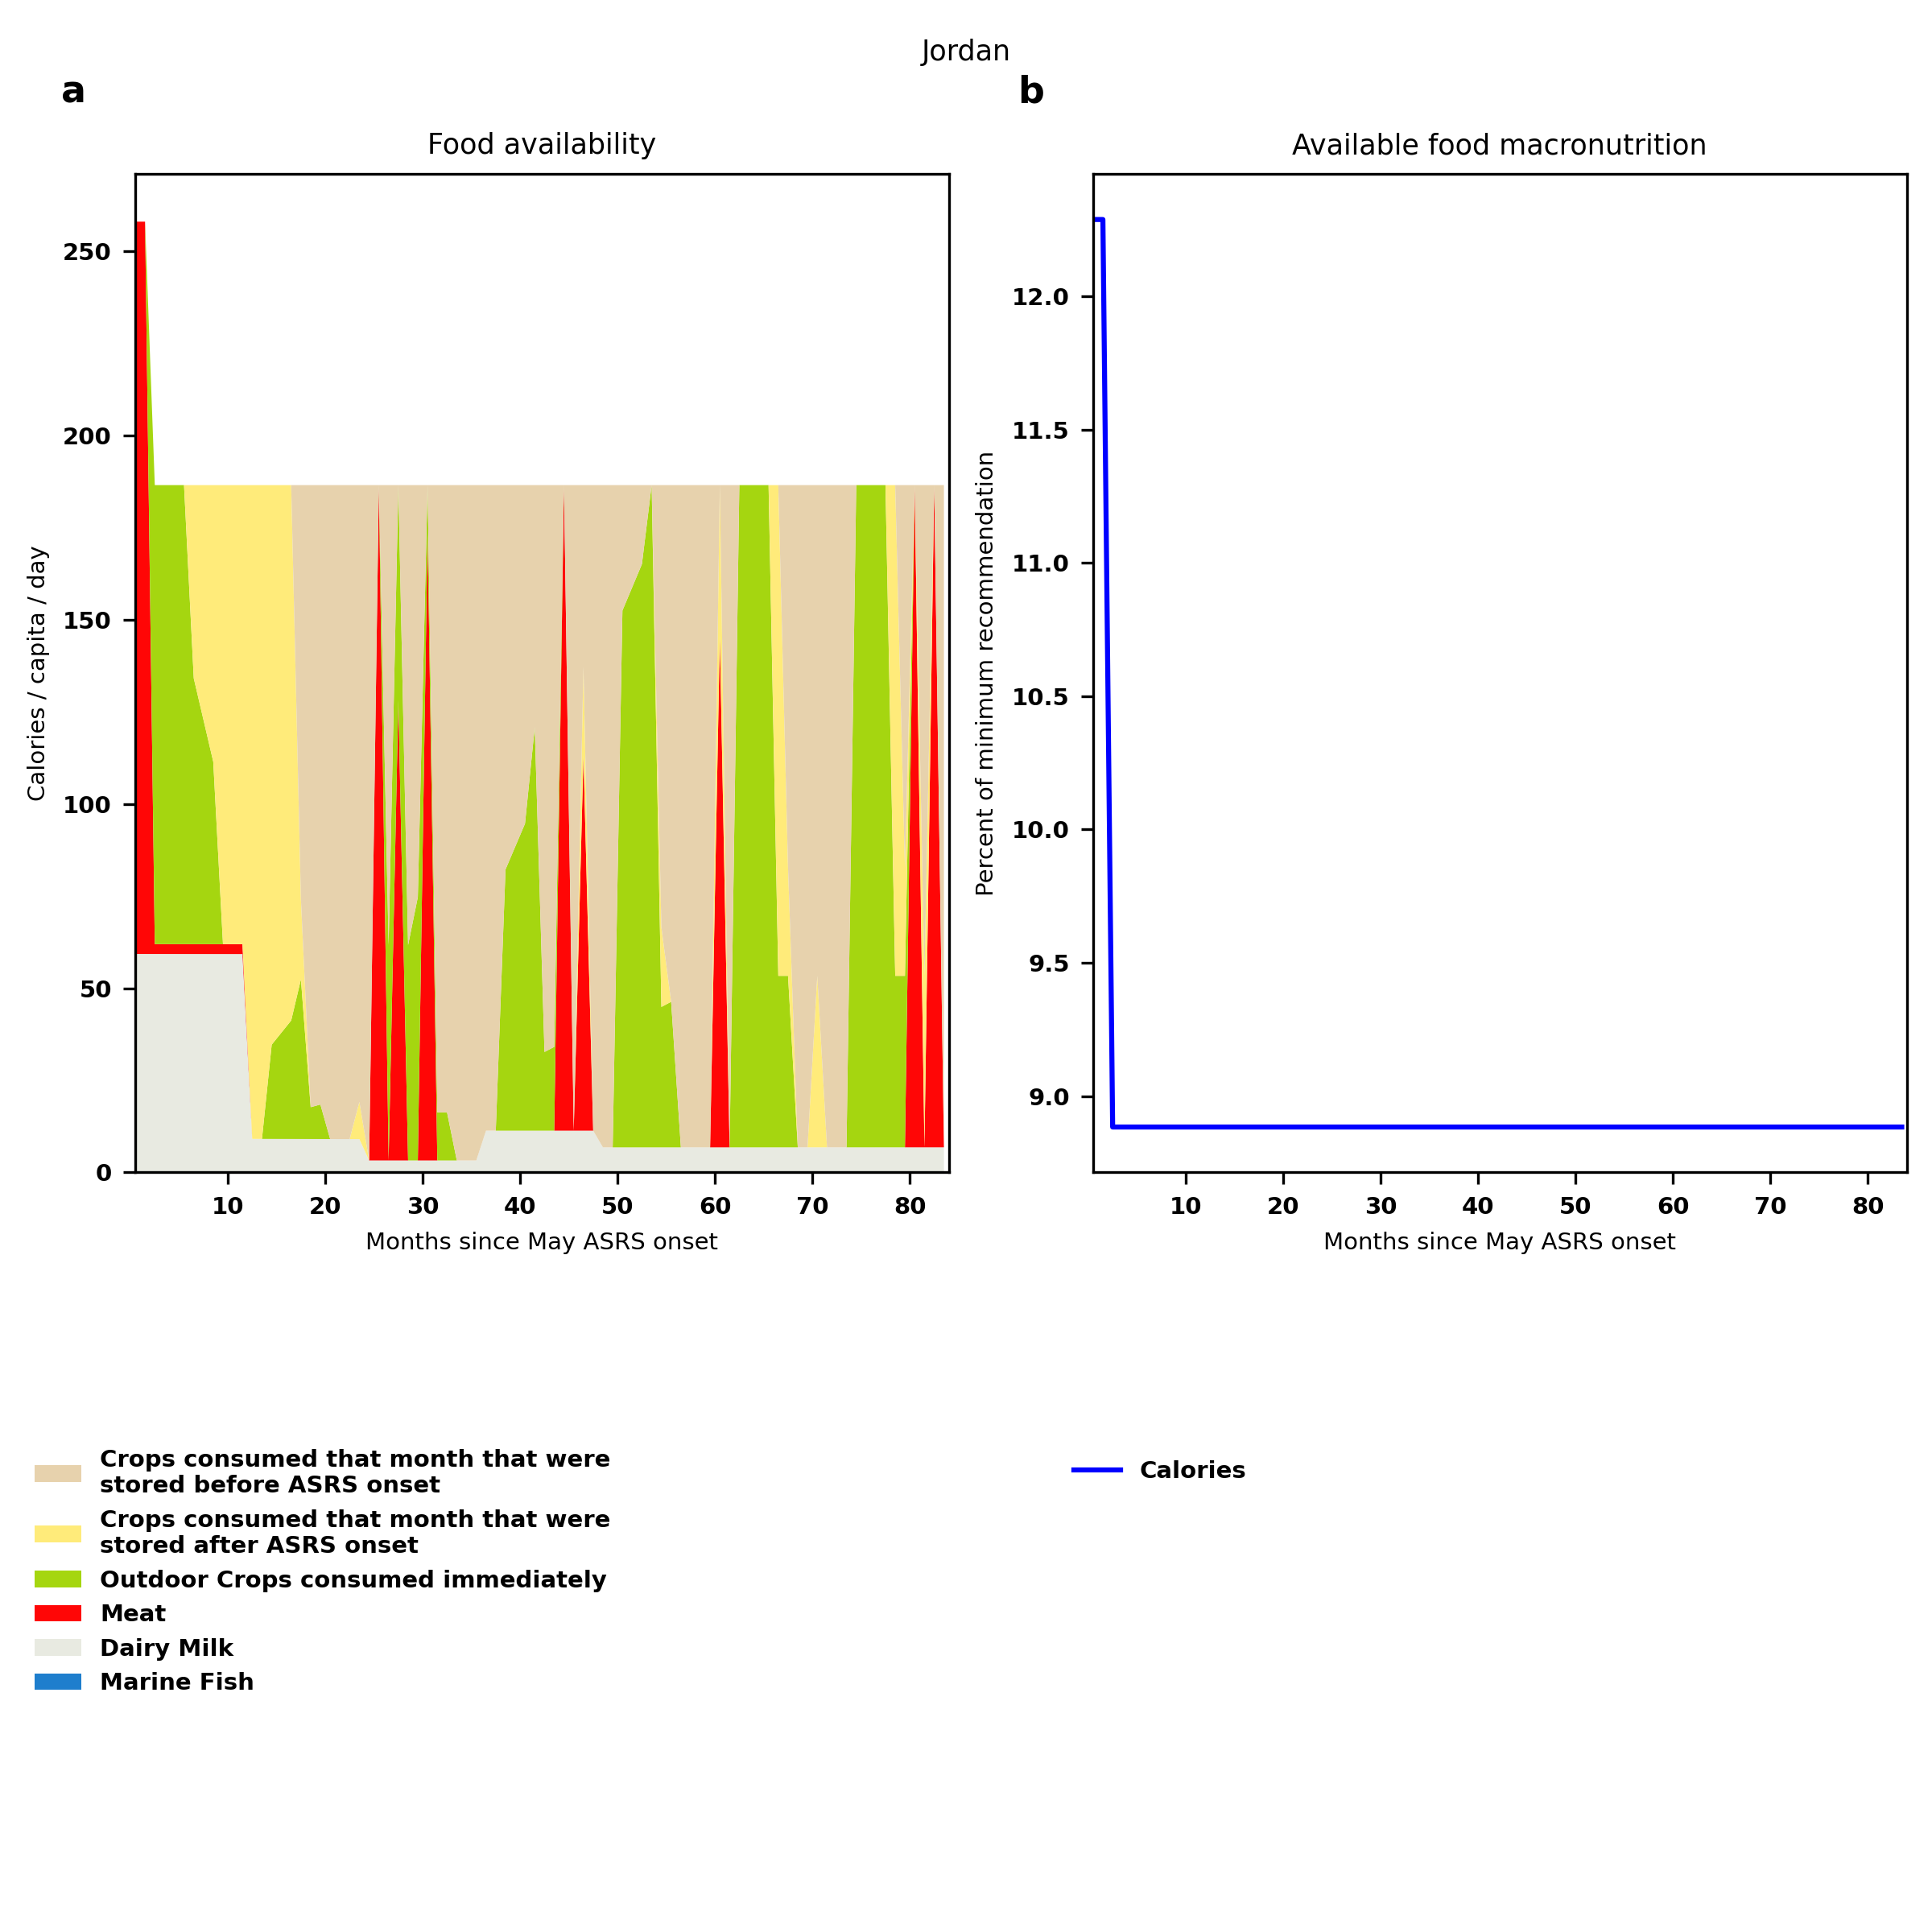 Jordan
a
Food availability
Calories / capita / day
250
200
150
100
50
0
10 20 30 40 50 60 70 80
Months since May ASRS onset
b
Available food macronutrition
Percent of minimum recommendation
12.0
11.5
11.0
10.5
10.0
9.5
9.0
10 20 30 40 50 60 70 80
Months since May ASRS onset
Crops consumed that month that were
stored before ASRS onset
Crops consumed that month that were
stored after ASRS onset
Outdoor Crops consumed immediately
Meat
Dairy Milk
Marine Fish
Calories